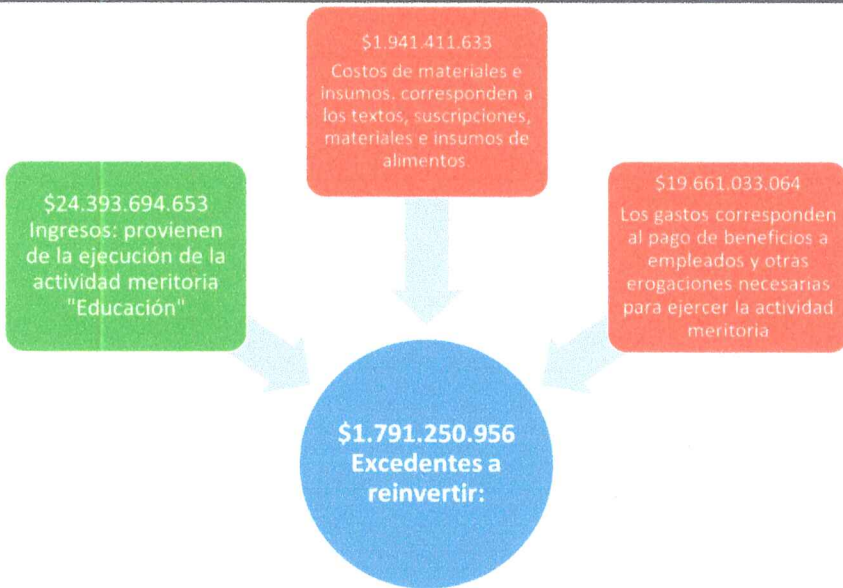 $1.941.411.633
Costos de materiales e
insumos. corresponden a
los textos, suscripciones,
materiales e insumos de
alimentos.
$24.393.694.653
Ingresos: provienen
de la ejecución de la
actividad meritoria
"Educación"
$19.661.033.064
Los gastos corresponden
al pago de beneficios a
empleados y otras
erogaciones necesarias
para ejercer la actividad
meritoria
$1.791.250.956
Excedentes a
reinvertir: